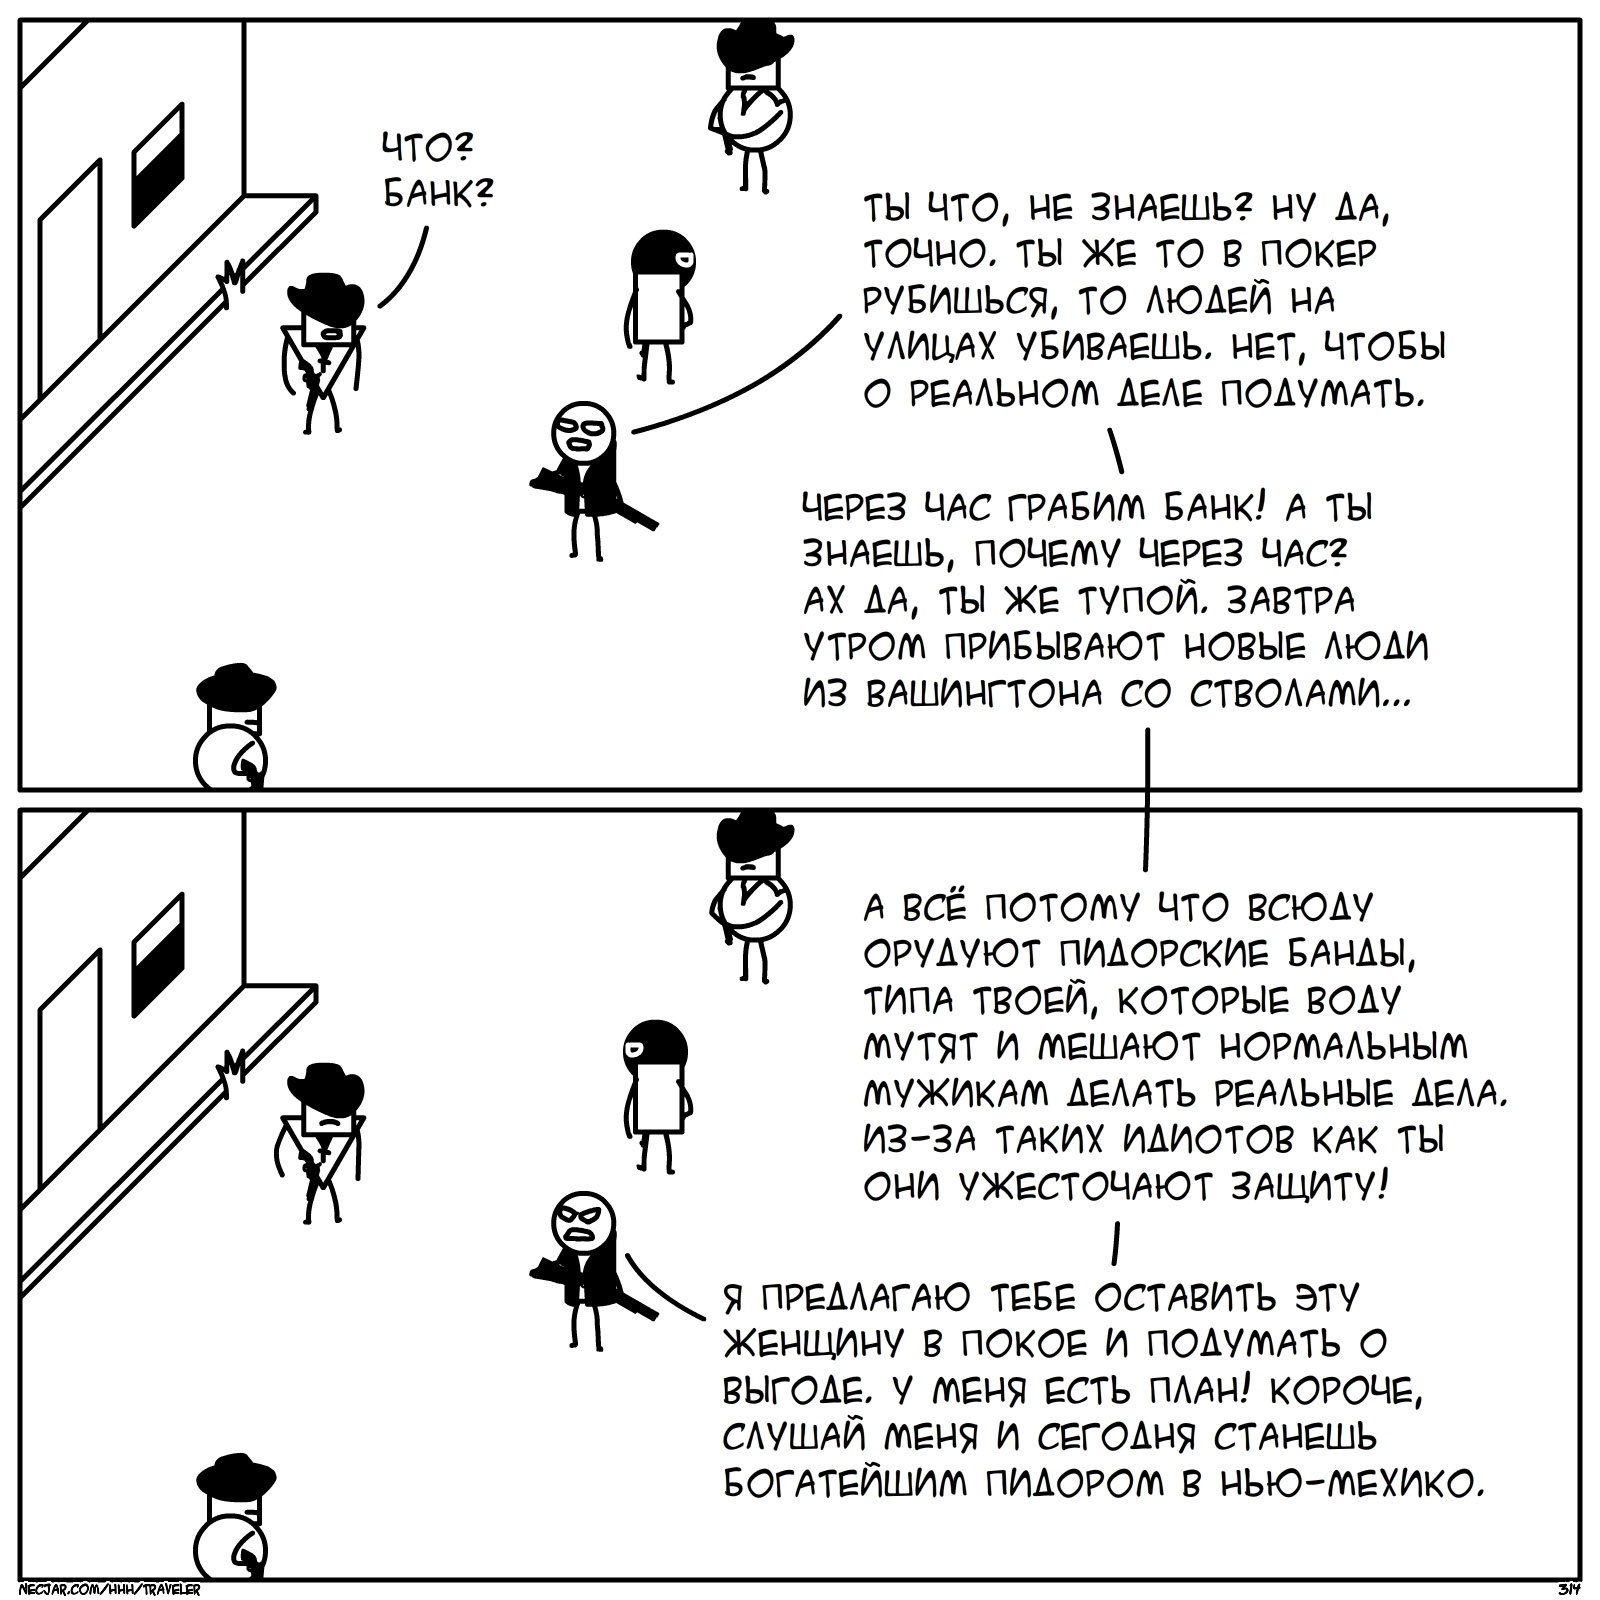 ЧТО?
БАНК?
ТЫ ЧТО, НЕ ЗНАЕШЬ? НУ ДА,
ТОЧНО. ТЫ ЖЕ ТО В ПОКЕР
РУБИШЬСЯ, ТО ЛЮДЕЙ НА
УЛИЦАХ УБИВАЕШЬ. НЕТ, ЧТОБЫ
О РЕАЛЬНОМ ДЕЛЕ ПОДУМАТЬ.
ЧЕРЕЗ ЧАС ГРАБИМ БАНК! А ТЫ
ЗНАЕШЬ, ПОЧЕМУ ЧЕРЕЗ ЧАС?
АХ ДА, ТЫ ЖЕ ТУПОЙ. ЗАВТРА
УТРОМ ПРИБЫВАЮТ НОВЫЕ ЛЮДИ
ИЗ ВАШИНГТОНА СО СТВОЛАМИ...
А ВСЁ ПОТОМУ ЧТО ВСЮДУ
ОРУДУЮТ ПИДОРСКИЕ БАНДЫ,
ТИПА ТВОЕЙ, КОТОРЫЕ ВОДУ
МУТЯТ И МЕШАЮТ НОРМАЛЬНЫМ
МУЖИКАМ ДЕЛАТЬ РЕАЛЬНЫЕ ДЕЛА.
ИЗ-ЗА ТАКИХ ИДИОТОВ КАК ТЫ
ОНИ УЖЕСТОЧАЮТ ЗАЩИТУ!
Я ПРЕДЛАГАЮ ТЕБЕ ОСТАВИТЬ ЭТУ
ЖЕНЩИНУ В ПОКОЕ И ПОДУМАТЬ О
ВЫГОДЕ. У МЕНЯ ЕСТЬ ПЛАН! КОРОЧЕ,
СЛУШАЙ МЕНЯ И СЕГОДНЯ СТАНЕШЬ
БОГАТЕЙШИМ ПИДОРОМ В НЬЮ-МЕХИКО.
NECJAR.COM/HHH/TRAVELER
314